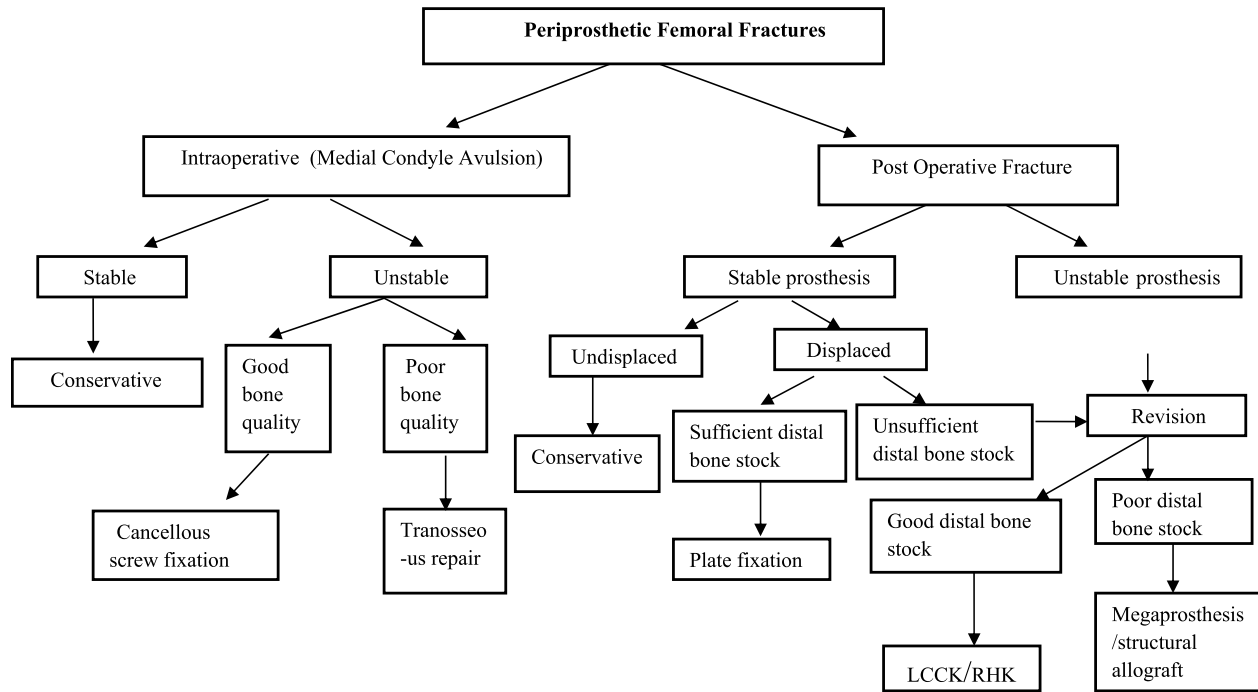 Periprosthetic Femoral Fractures
Intraoperative (Medial Condyle Avulsion)
Post Operative Fracture
Stable
Unstable
Stable prosthesis
Unstable prosthesis
Conservative
Good
bone
quality
Poor
bone
quality
Undisplaced
Displaced
Cancellous
screw fixation
Tranosseo
-us repair
Conservative
Sufficient distal
bone stock
Unsufficient
distal bone stock
Revision
Plate fixation
Good distal bone
stock
Poor distal
bone stock
LCCK/RHK
Megaprosthesis
/structural
allograft